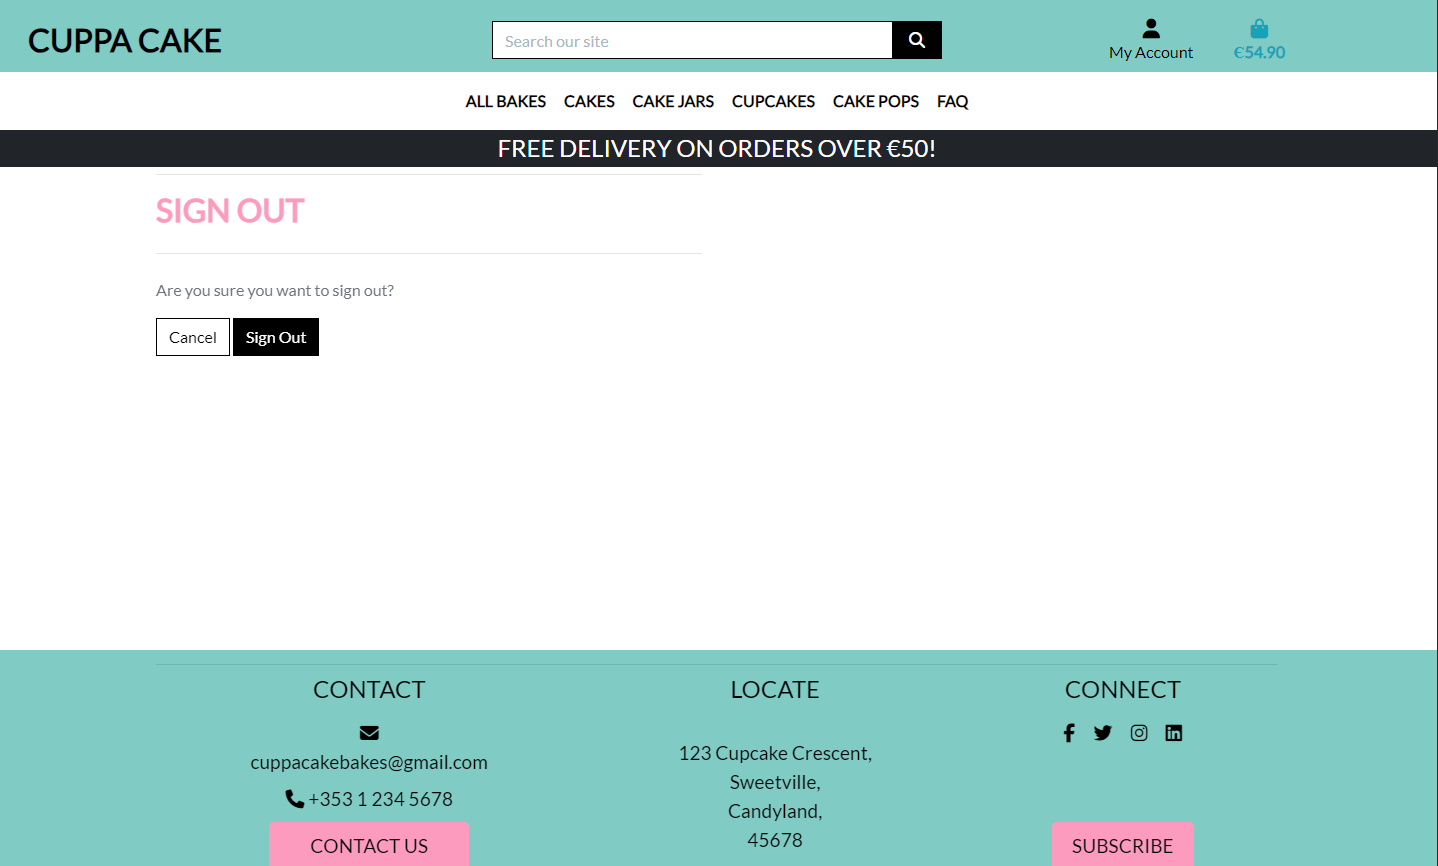 CUPPA CAKE
Search our site
My Account
€54.90
ALL BAKES CAKES CAKE JARS CUPCAKES CAKE POPS FAQ
FREE DELIVERY ON ORDERS OVER €50!
SIGN OUT
Are you sure you want to sign out?
Cancel Sign Out
CONTACT
cuppacakebakes@gmail.com
+353 1 234 5678
CONTACT US
LOCATE
123 Cupcake Crescent,
Sweetville,
Candyland,
45678
CONNECT
SUBSCRIBE